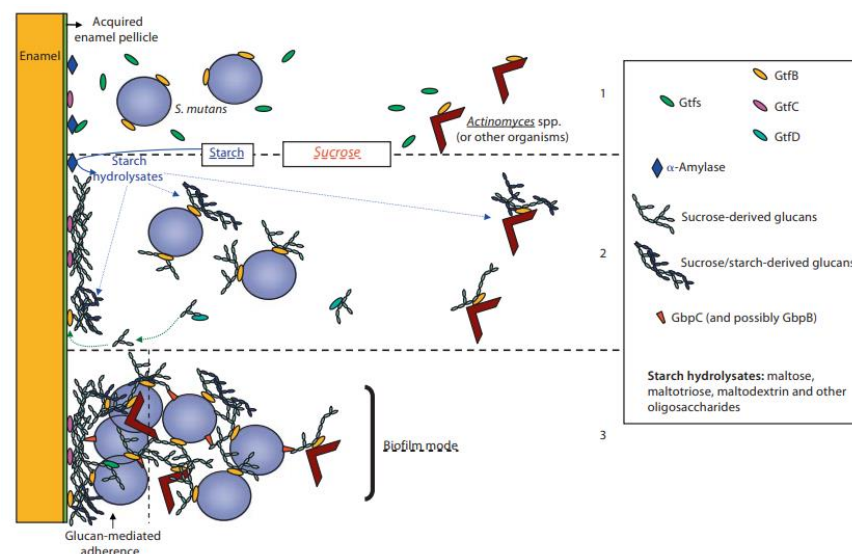 Acquired
enamel pellicle
Enamel
S. mutans
Actinomyces spp.
(or other organisms)
1
Starch
Sucrose
Starch
hydrolysates
2
Biofilm mode
3
Glucan-mediated
adherence
Gtfs
GtfB
GtfC
GtfD
α-Amylase
Sucrose-derived glucans
Sucrose/starch-derived glucans
GbpC (and possibly GbpB)
Starch hydrolysates: maltose,
maltotriose, maltodextrin and other
oligosaccharides